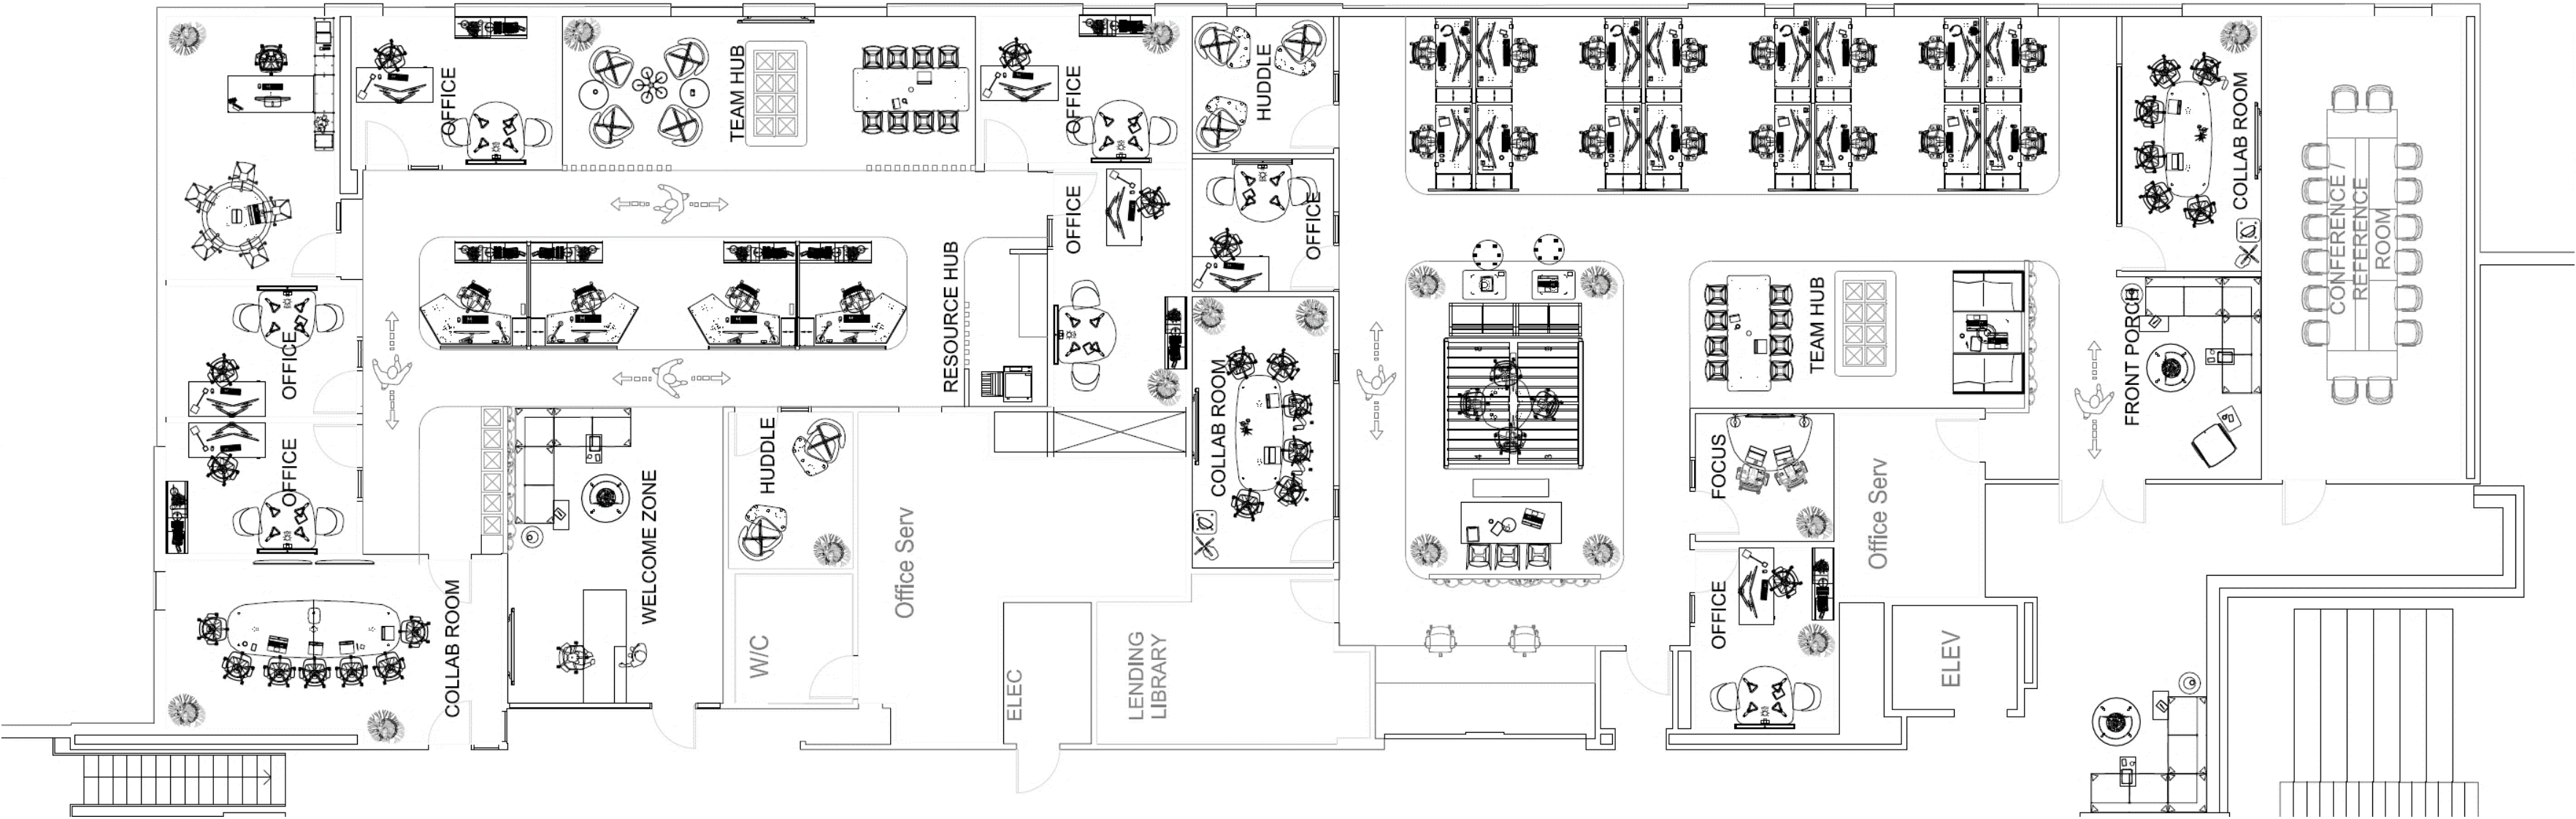 OFFICE
TEAM HUB
OFFICE
HUDDLE
COLLAB ROOM
CONFERENCE /
REFERENCE
ROOM
OFFICE
OFFICE
RESOURCE HUB
OFFICE
TEAM HUB
FRONT PORCH
OFFICE
COLLAB ROOM
HUDDLE
WELCOME ZONE
FOCUS
Office Serv
Office Serv
COLLAB ROOM
W/C
ELEC
LENDING
LIBRARY
OFFICE
ELEV